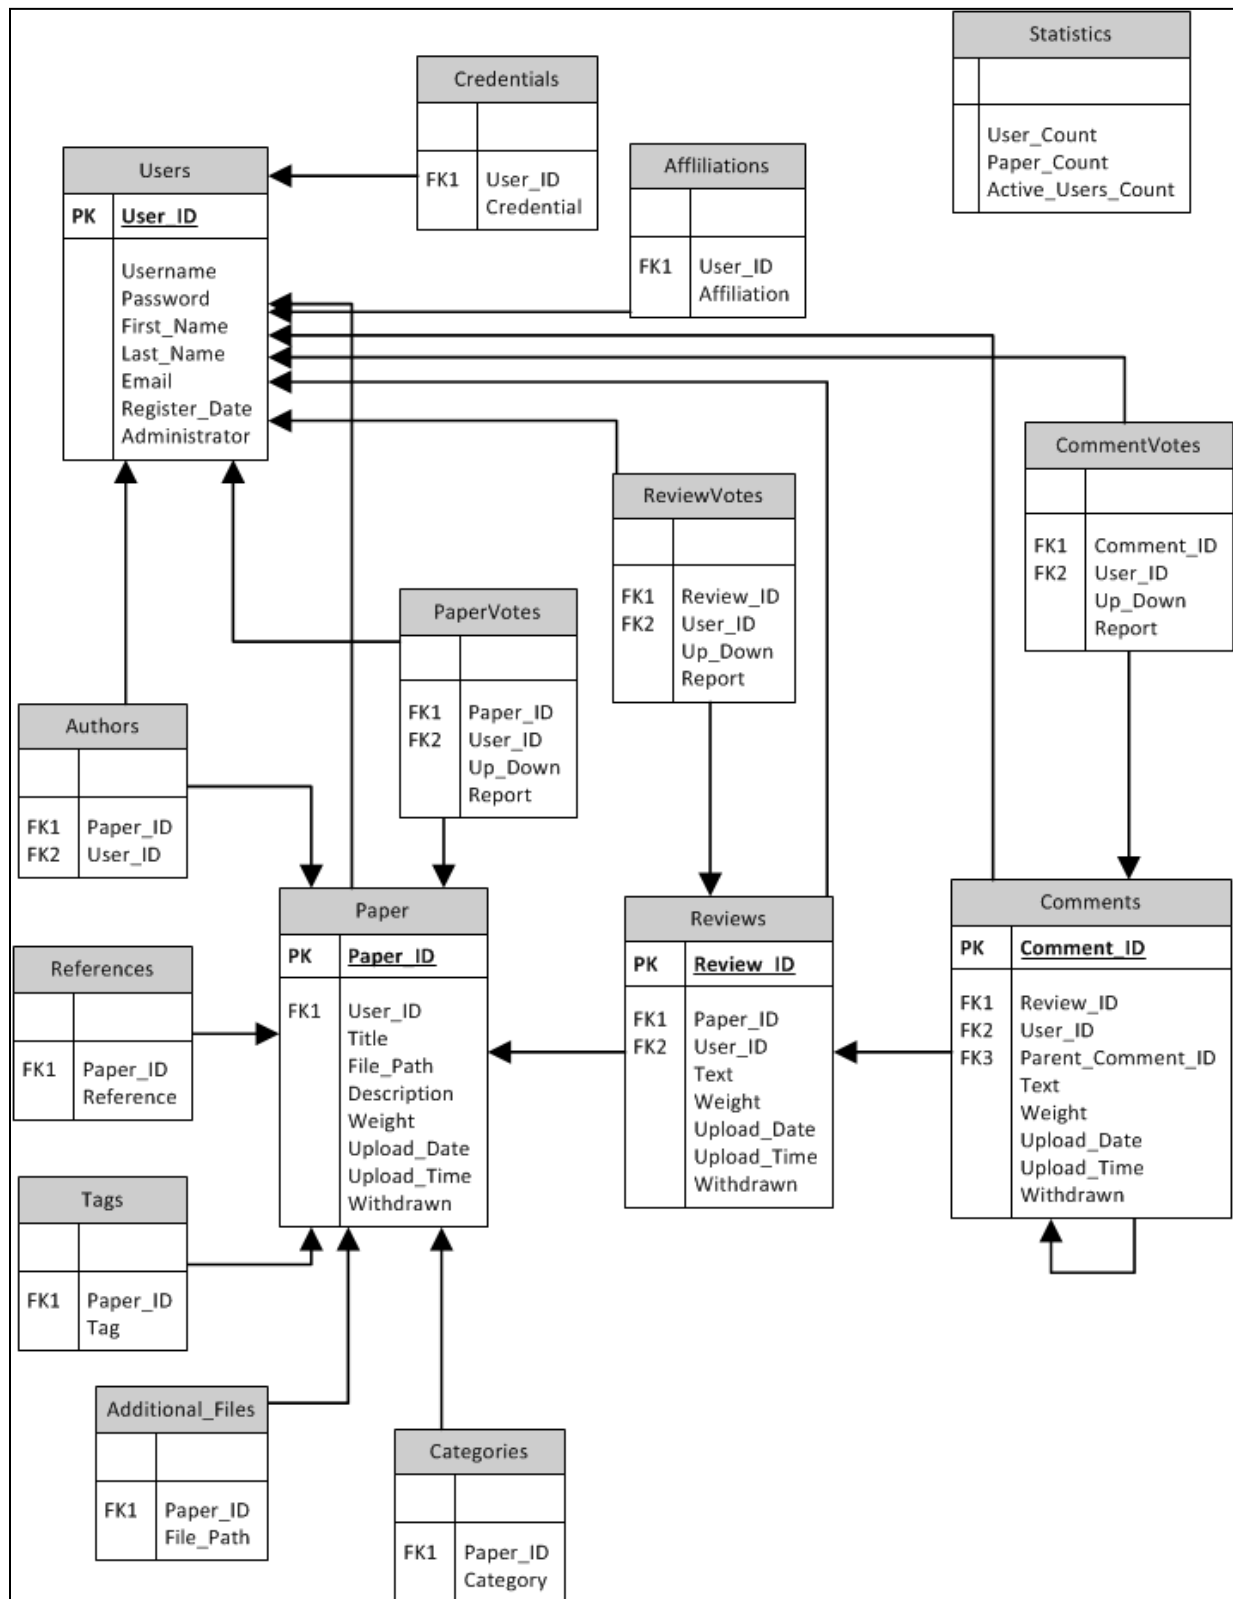 Statistics
User_Count
Paper_Count
Active_Users_Count
Credentials
FK1 User_ID
Credential
Users
PK User_ID
Username
Password
First_Name
Last_Name
Email
Register_Date
Administrator
Affliliations
FK1 User_ID
Affiliation
CommentVotes
FK1 Comment_ID
FK2 User_ID
Up_Down
Report
ReviewVotes
FK1 Review_ID
FK2 User_ID
Up_Down
Report
PaperVotes
FK1 Paper_ID
FK2 User_ID
Up_Down
Report
Authors
FK1 Paper_ID
FK2 User_ID
Paper
PK Paper_ID
FK1 User_ID
Title
File_Path
Description
Weight
Upload_Date
Upload_Time
Withdrawn
Reviews
PK Review_ID
FK1 Paper_ID
FK2 User_ID
Text
Weight
Upload_Date
Upload_Time
Withdrawn
Comments
PK Comment_ID
FK1 Review_ID
FK2 User_ID
FK3 Parent_Comment_ID
Text
Weight
Upload_Date
Upload_Time
Withdrawn
References
FK1 Paper_ID
Reference
Tags
FK1 Paper_ID
Tag
Additional_Files
FK1 Paper_ID
File_Path
Categories
FK1 Paper_ID
Category